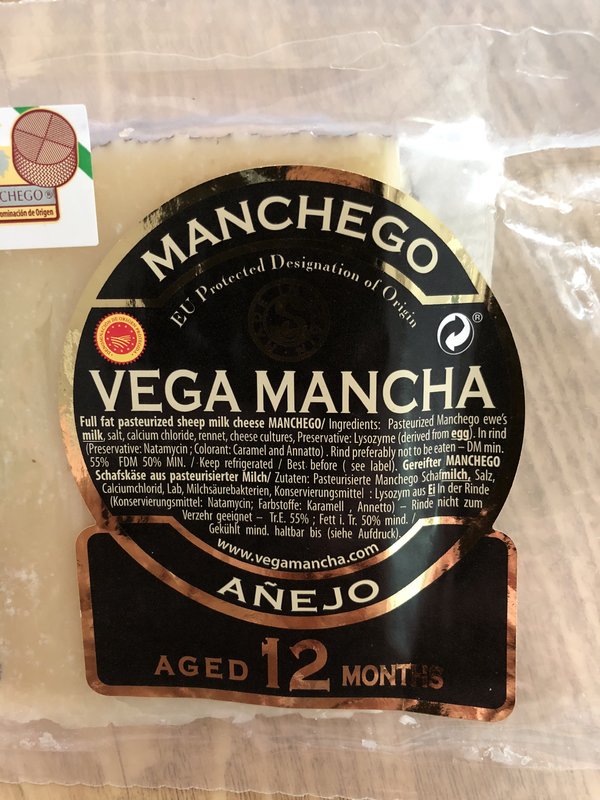 CHEGO ®
ominación de Origen
MANCHEGO
EU Protected Designation of Origin
®
VEGA MANCHA
Full fat pasteurized sheep milk cheese MANCHEGO/ Ingredients: Pasteurized Manchego ewe's
milk, salt, calcium chloride, rennet, cheese cultures, Preservative: Lysozyme (derived from egg). In rind
(Preservative: Natamycin ; Colorant: Caramel and Annatto) . Rind preferably not to be eaten – DM min.
55% FDM 50% MIN. / Keep refrigerated / Best before ( see label). Gereifter MANCHEGO
Schafskäse aus pasteurisierter Milch/ Zutaten: Pasteurisierte Manchego Schafmilch, Salz,
Calciumchlorid, Lab, Milchsäurebakterien, Konservierungsmittel : Lysozym aus Ei In der Rinde
(Konservierungsmittel: Natamycin; Farbstoffe: Karamell , Annetto) – Rinde nicht zum
Verzehr geeignet – Tr.E. 55% ; Fett i. Tr. 50% mind. /
Gekühlt mind. haltbar bis (siehe Aufdruck).
www.vegamancha.com
AÑEJO
AGED 12 MONTHS